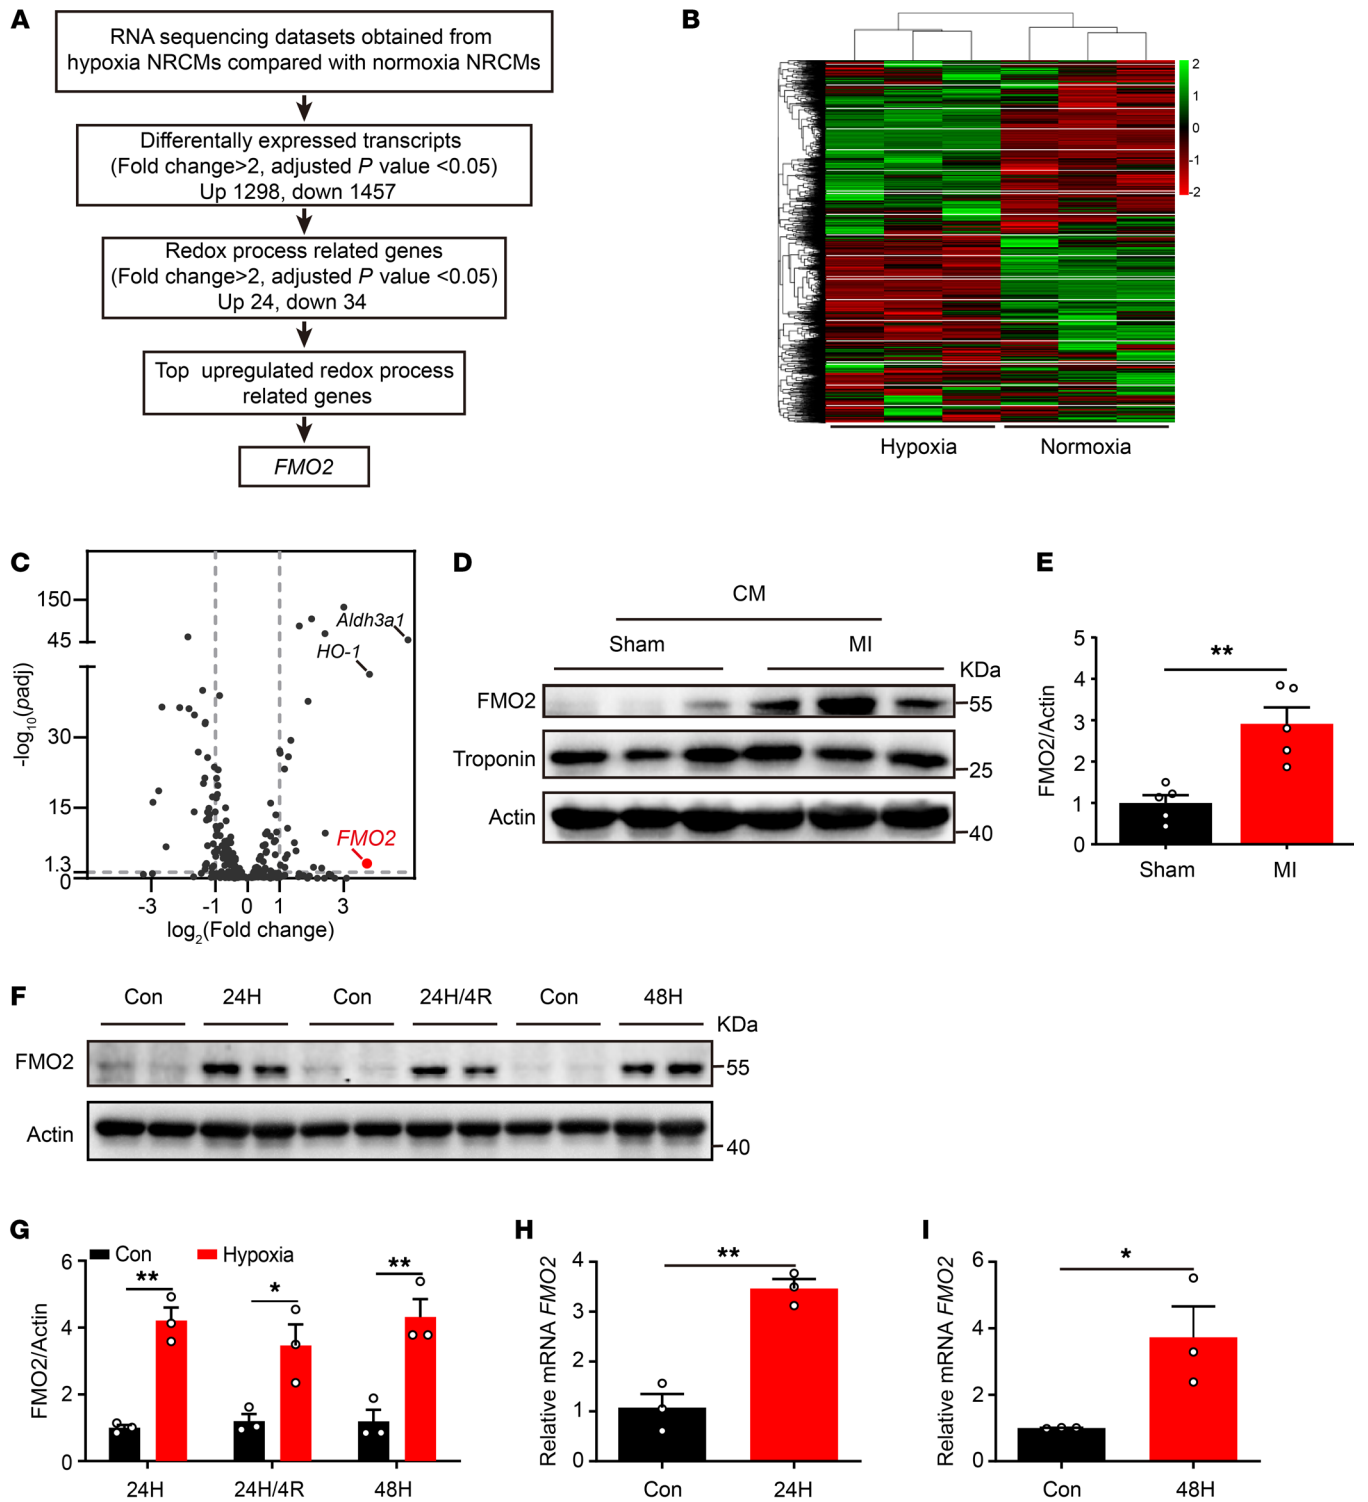 A
RNA sequencing datasets obtained from
hypoxia NRCMs compared with normoxia NRCMs
Differentially expressed transcripts
(Fold change>2, adjusted P value <0.05)
Up 1298, down 1457
Redox process related genes
(Fold change>2, adjusted P value <0.05)
Up 24, down 34
Top upregulated redox process
related genes
FMO2
B
2
1
0
-1
-2
Hypoxia Normoxia
C
-log10(padj)
150
45
30
15
1.3
0
Aldh3a1
HO-1
FMO2
-3 -1 0 1 3
log2(Fold change)
D
CM
Sham MI
KDa
FMO2 55
Troponin 25
Actin 40
E
FMO2/Actin
5
4
3
2
1
0
**
Sham MI
F
Con 24H Con 24H/4R Con 48H
KDa
FMO2 55
Actin 40
G
Con Hypoxia
FMO2/Actin
6
4
2
0
** * **
24H 24H/4R 48H
H
Relative mRNA FMO2
4
3
2
1
0
**
Con 24H
I
Relative mRNA FMO2
6
4
2
0
*
Con 48H